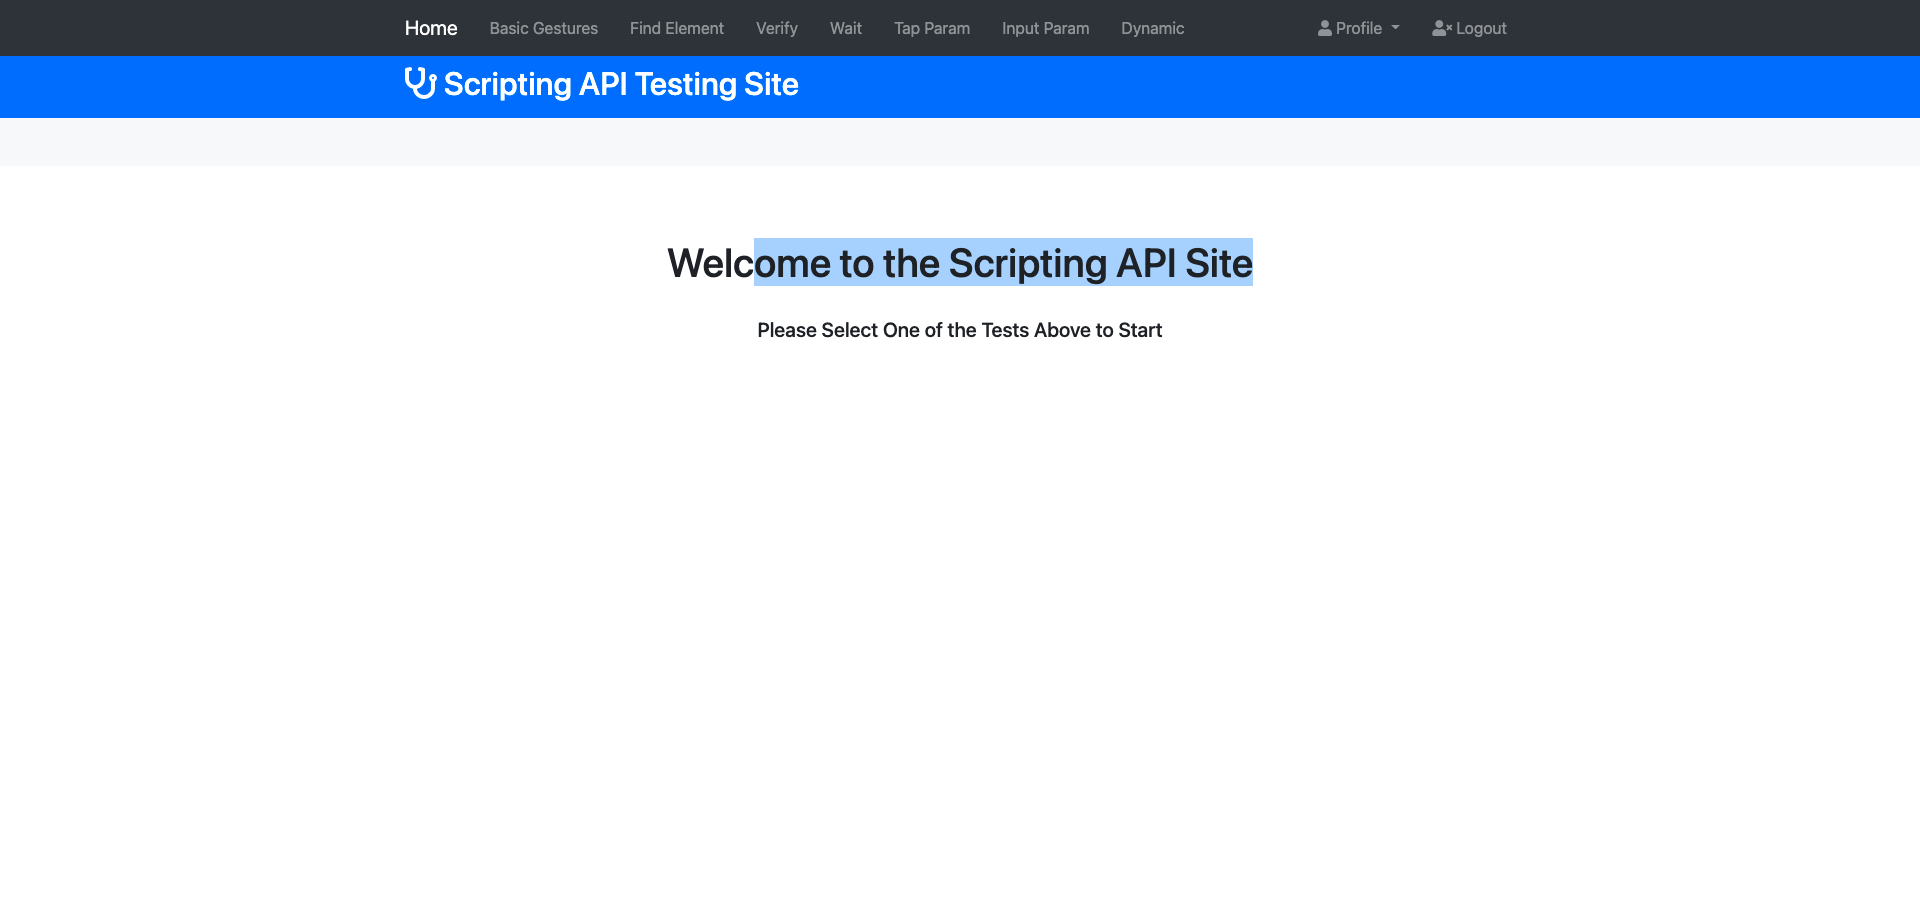 Home Basic Gestures Find Element Verify Wait Tap Param Input Param Dynamic Profile Logout
Scripting API Testing Site
Welcome to the Scripting API Site
Please Select One of the Tests Above to Start